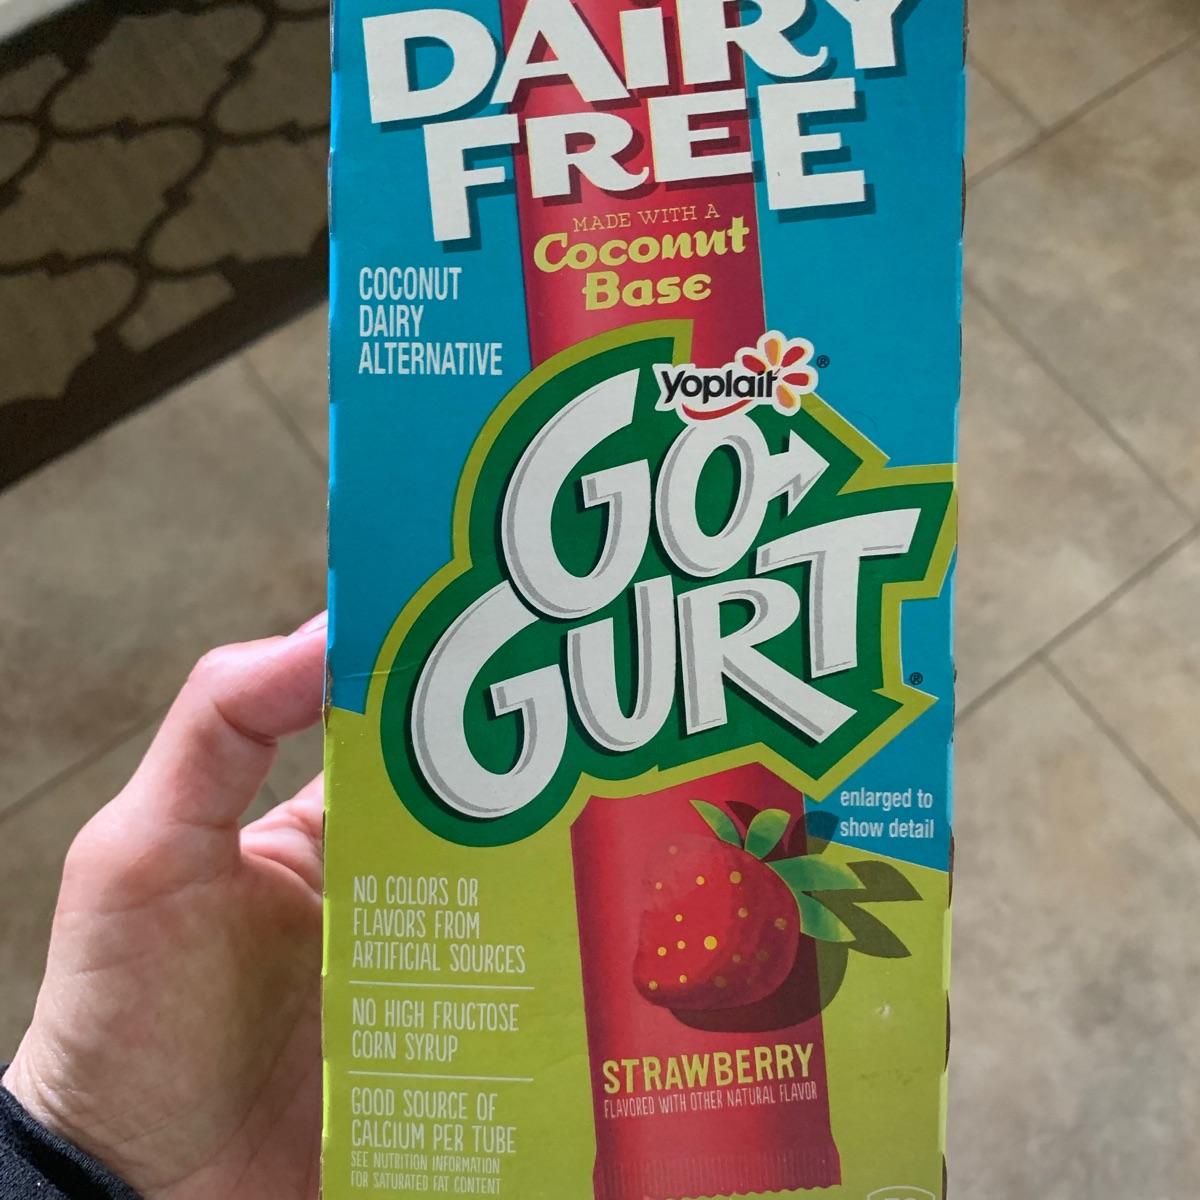 DAiRY
FREE
MADE WITH A
Coconut
Base
COCONUT
DAIRY
ALTERNATIVE
Yoplait®
GO
GURT®
enlarged to
show detail
NO COLORS OR
FLAVORS FROM
ARTIFICIAL SOURCES
NO HIGH FRUCTOSE
CORN SYRUP
GOOD SOURCE OF
CALCIUM PER TUBE
SEE NUTRITION INFORMATION
FOR SATURATED FAT CONTENT
STRAWBERRY
FLAVORED WITH OTHER NATURAL FLAVOR